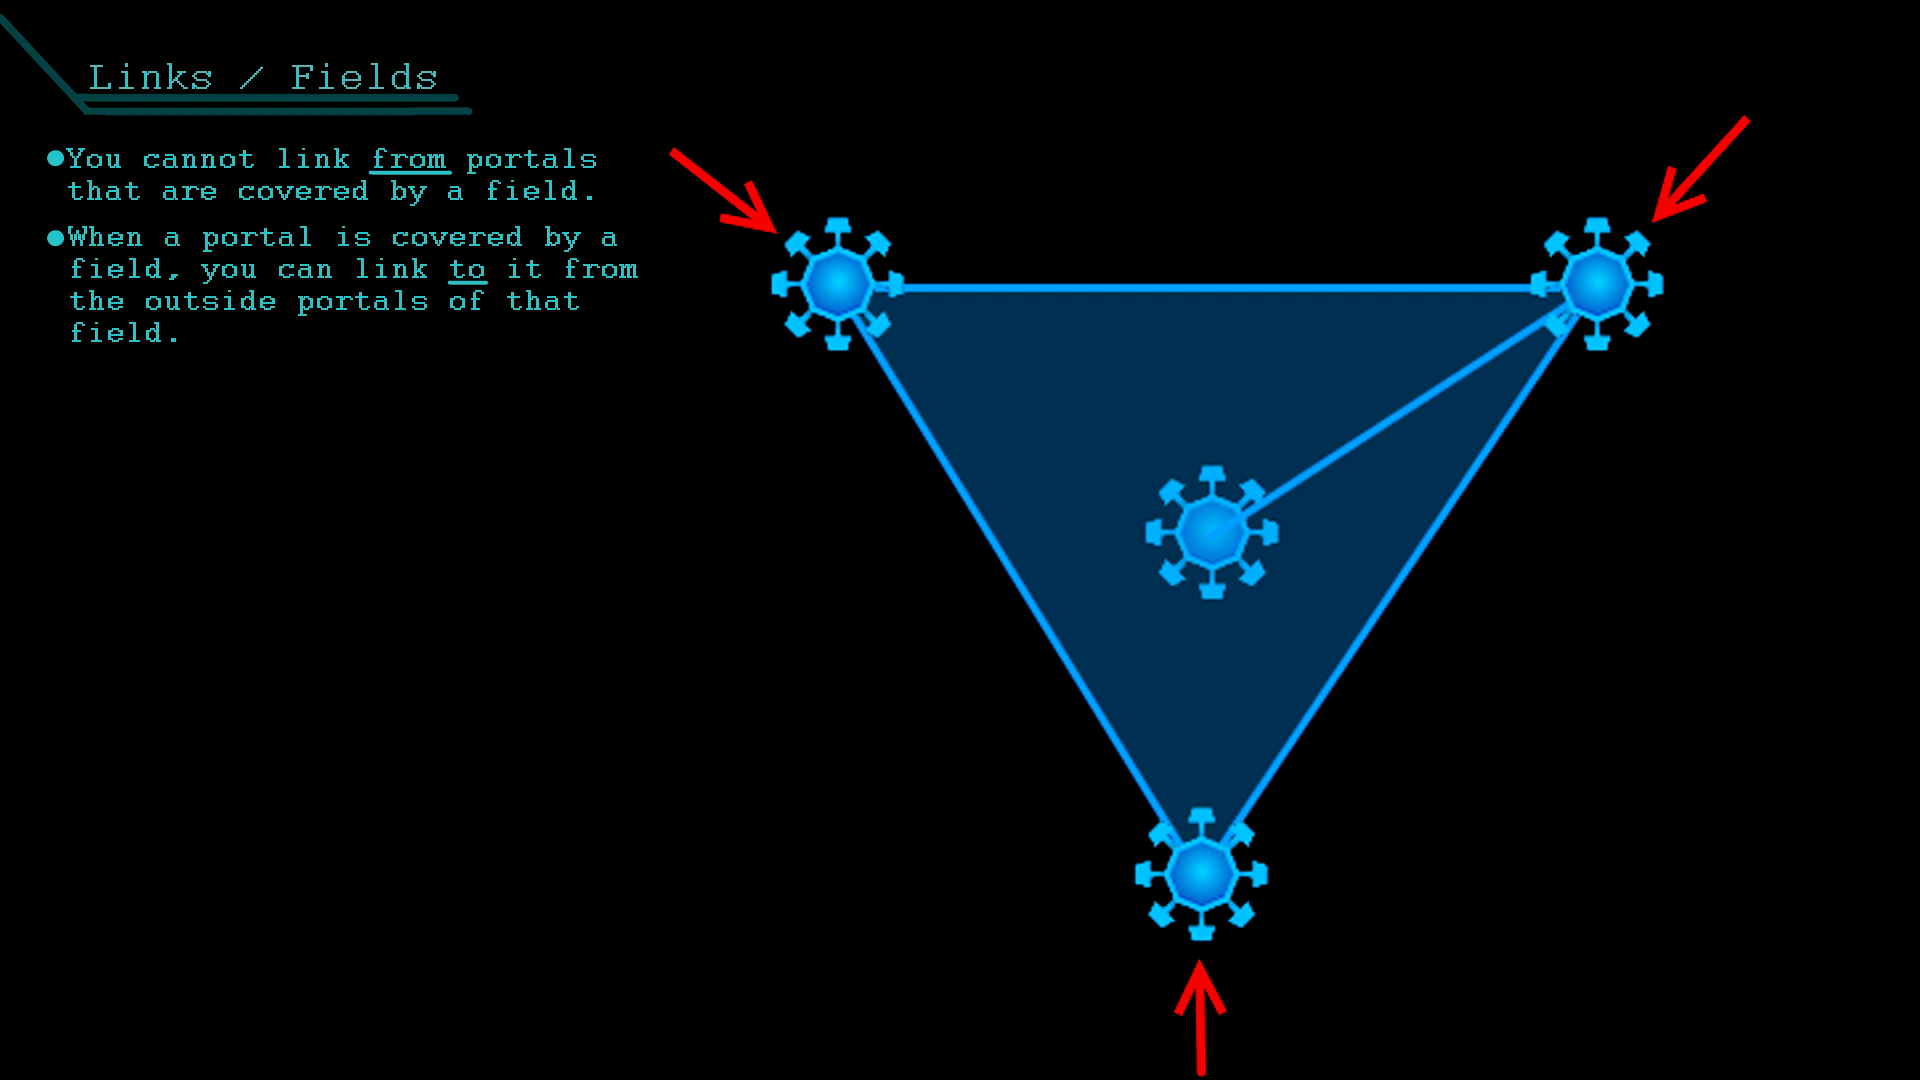 Links / Fields
●You cannot link from portals
that are covered by a field.
●When a portal is covered by a
field, you can link to it from
the outside portals of that
field.